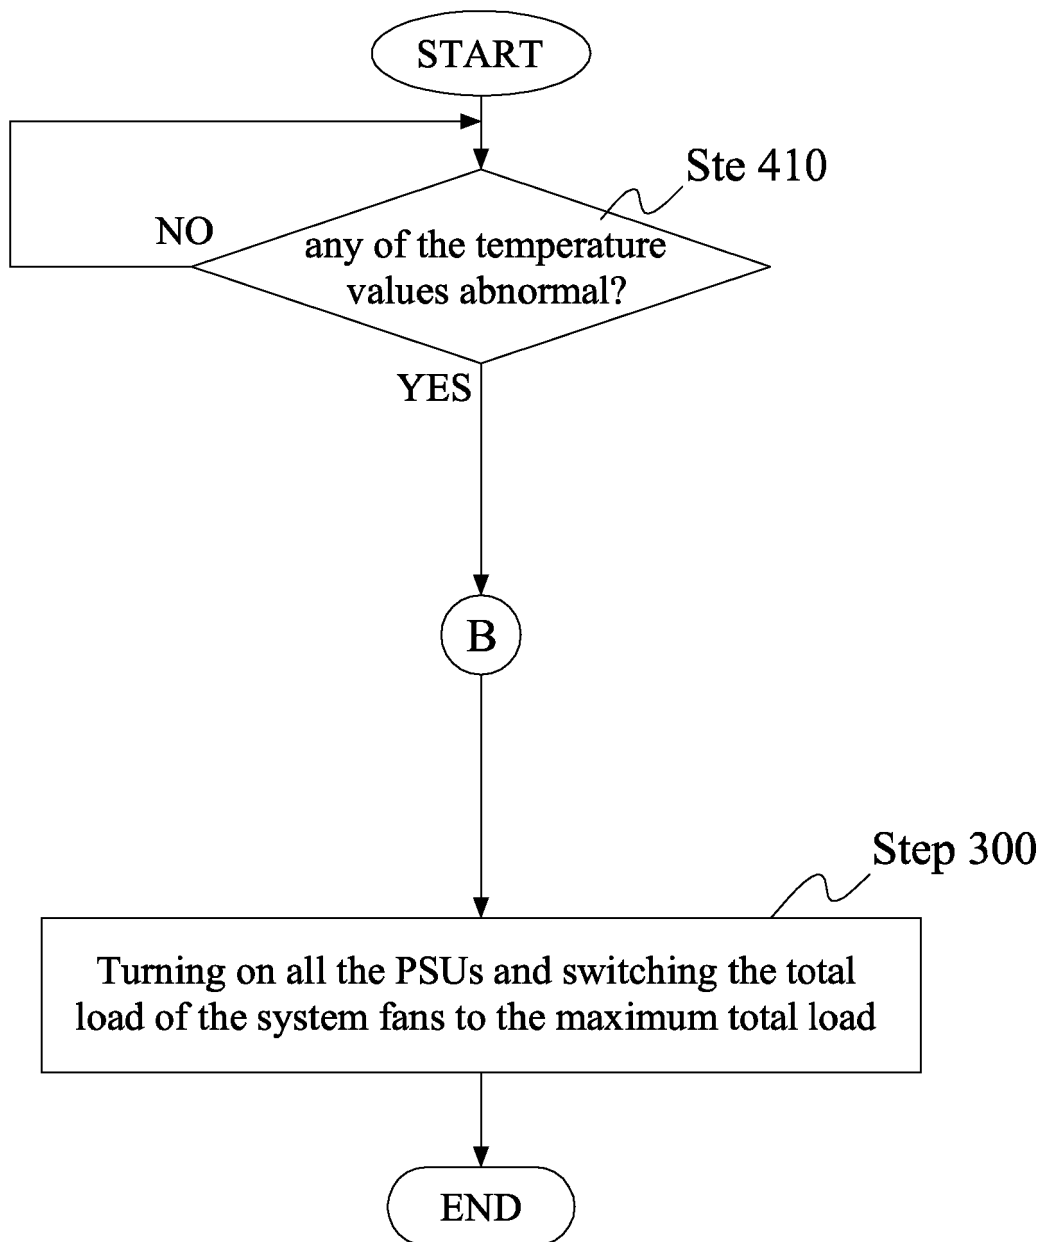 START
Ste 410
NO
any of the temperature
values abnormal?
YES
B
Step 300
Turning on all the PSUs and switching the total
load of the system fans to the maximum total load
END